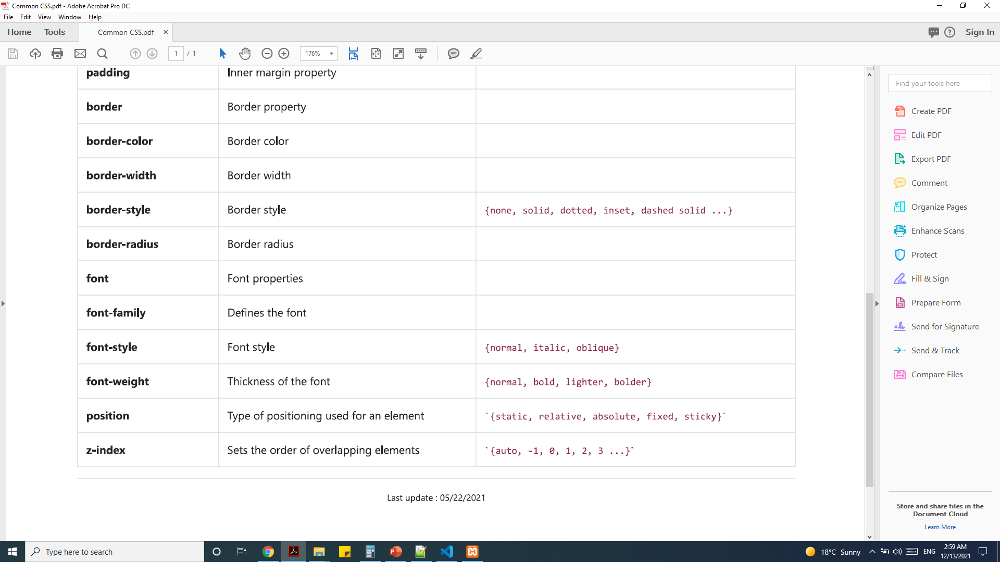 Common CSS.pdf - Adobe Acrobat Pro DC
File Edit View Window Help
Home Tools Common CSS.pdf × Sign In
1 / 1 176%
padding Inner margin property
border Border property
border-color Border color
border-width Border width
border-style Border style {none, solid, dotted, inset, dashed solid ...}
border-radius Border radius
font Font properties
font-family Defines the font
font-style Font style {normal, italic, oblique}
font-weight Thickness of the font {normal, bold, lighter, bolder}
position Type of positioning used for an element `{static, relative, absolute, fixed, sticky}`
z-index Sets the order of overlapping elements `{auto, -1, 0, 1, 2, 3 ...}`
Last update : 05/22/2021
Find your tools here
Create PDF
Edit PDF
Export PDF
Comment
Organize Pages
Enhance Scans
Protect
Fill & Sign
Prepare Form
Send for Signature
Send & Track
Compare Files
Store and share files in the
Document Cloud
Learn More
Type here to search
18°C Sunny
ENG
2:59 AM
12/13/2021